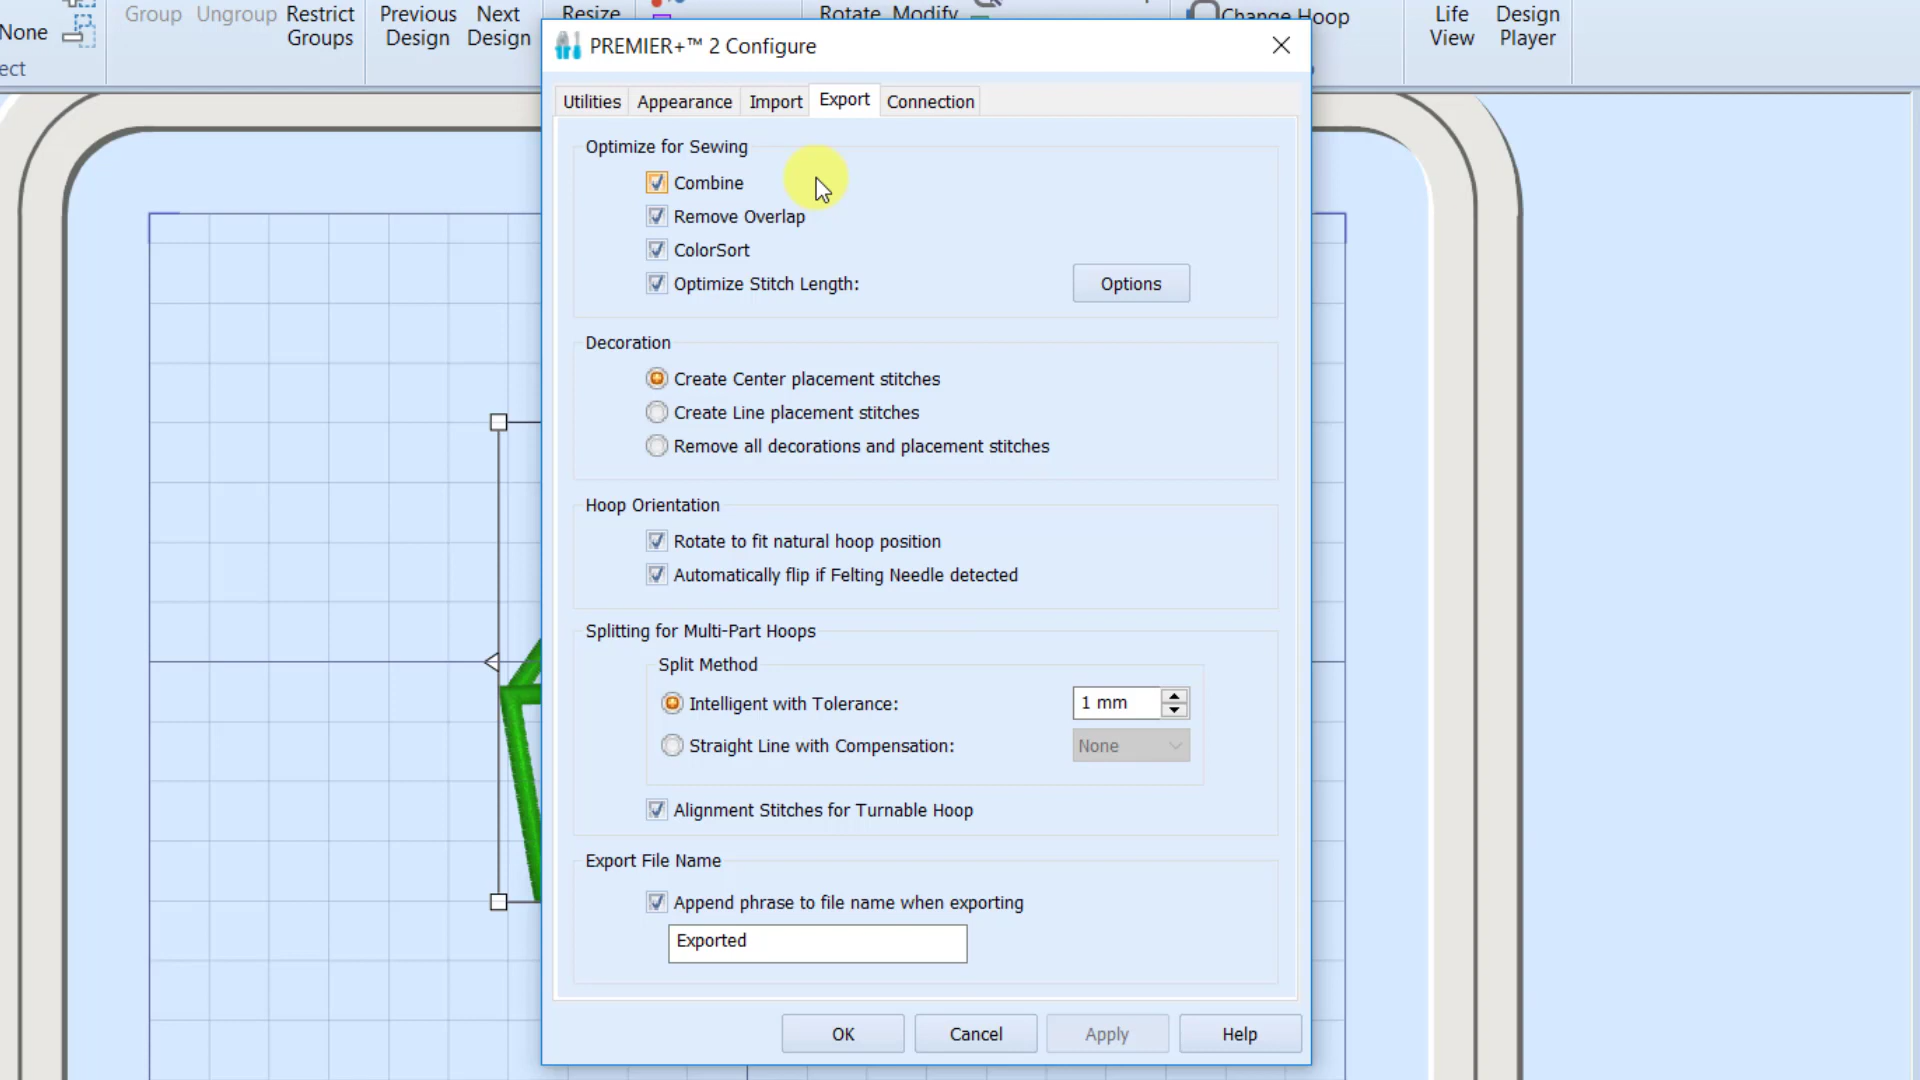 None
ect
Group Ungroup Restrict Groups
Previous Design Next Design
Resize
Rotate Modify
Change Hoop
Life View Design Player
PREMIER+™ 2 Configure
Utilities Appearance Import Export Connection
Optimize for Sewing
Combine
Remove Overlap
ColorSort
Optimize Stitch Length: Options
Decoration
Create Center placement stitches
Create Line placement stitches
Remove all decorations and placement stitches
Hoop Orientation
Rotate to fit natural hoop position
Automatically flip if Felting Needle detected
Splitting for Multi-Part Hoops
Split Method
Intelligent with Tolerance: 1 mm
Straight Line with Compensation: None
Alignment Stitches for Turnable Hoop
Export File Name
Append phrase to file name when exporting
Exported
OK Cancel Apply Help